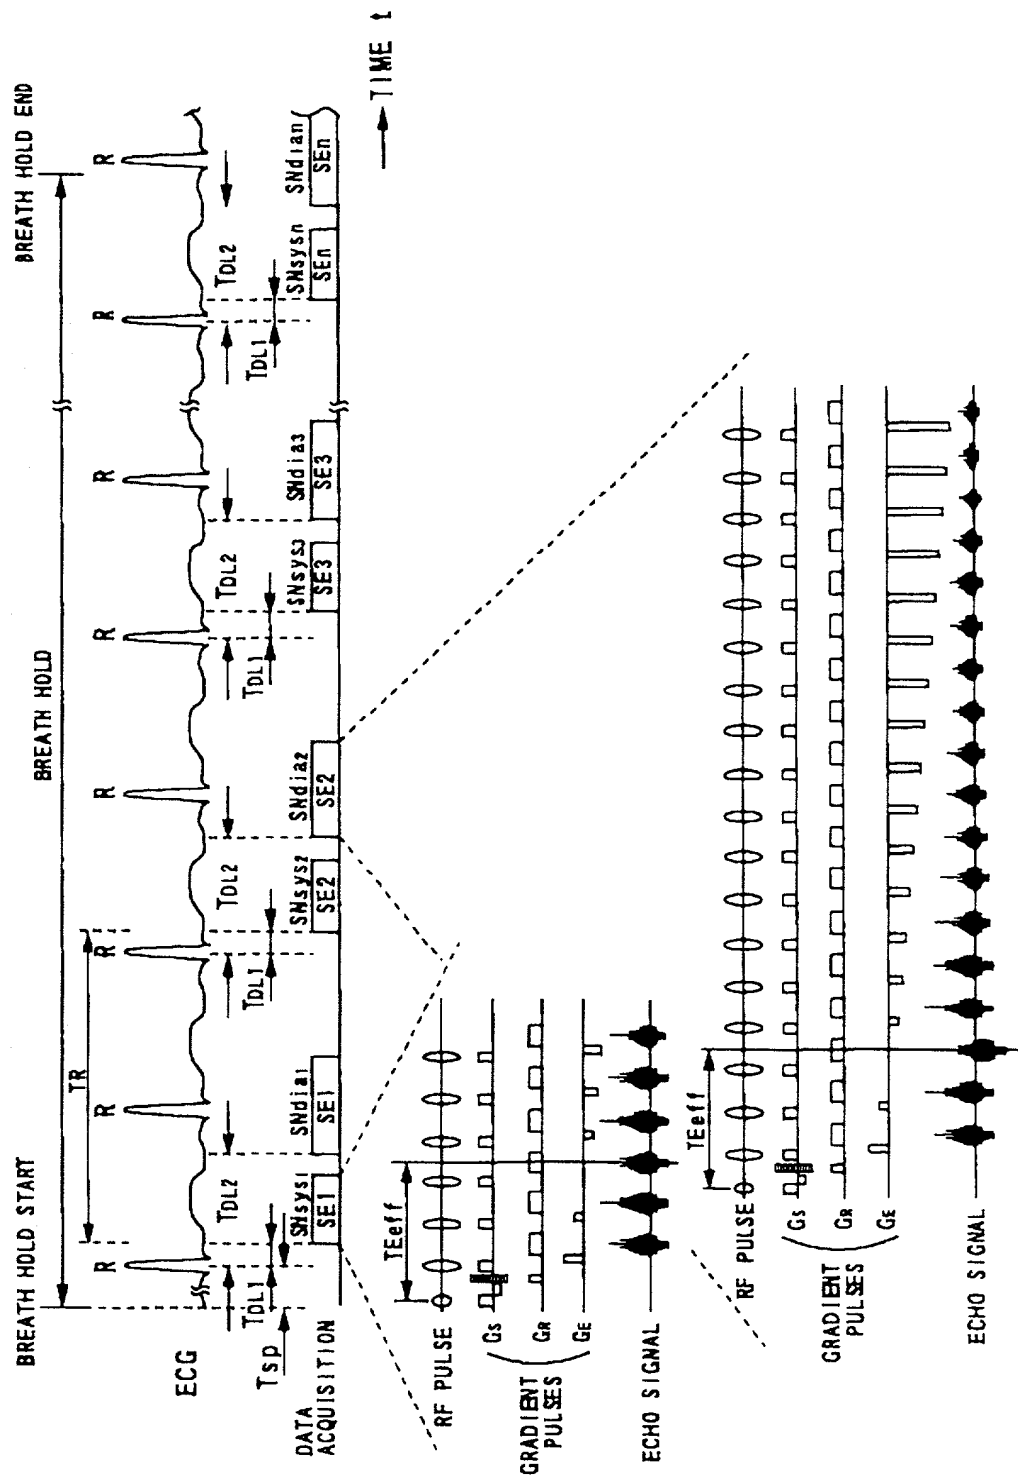 BREATH HOLD START
BREATH HOLD
BREATH HOLD END
TR
R R R R R R R R
ECG
TDL2 TDL2 TDL2 TDL2
TDL1 TDL1 TDL1 TDL1
Tsp
SNsys1 SNdia1 SNsys2 SNdia2 SNsys3 SNdia3 SNsysn SNdian
DATA
ACQUISITION
SE1 SE1 SE2 SE2 SE3 SE3 SEn SEn
TIME t
TEeff
RF PULSE
GS
GR
GE
GRADIENT
PULSES
ECHO SIGNAL
TEeff
RF PULSE
GS
GR
GE
GRADIENT
PULSES
ECHO SIGNAL